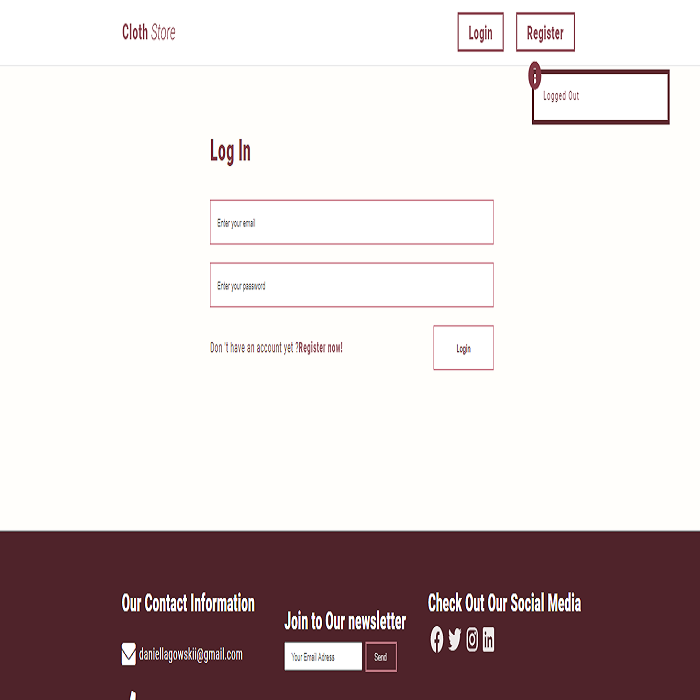 Cloth Store
Login
Register
Logged Out
Log In
Enter your email
Enter your password
Don 't have an account yet ?Register now!
Login
Our Contact Information
daniellagowskii@gmail.com
Join to Our newsletter
Your Email Adress
Send
Check Out Our Social Media